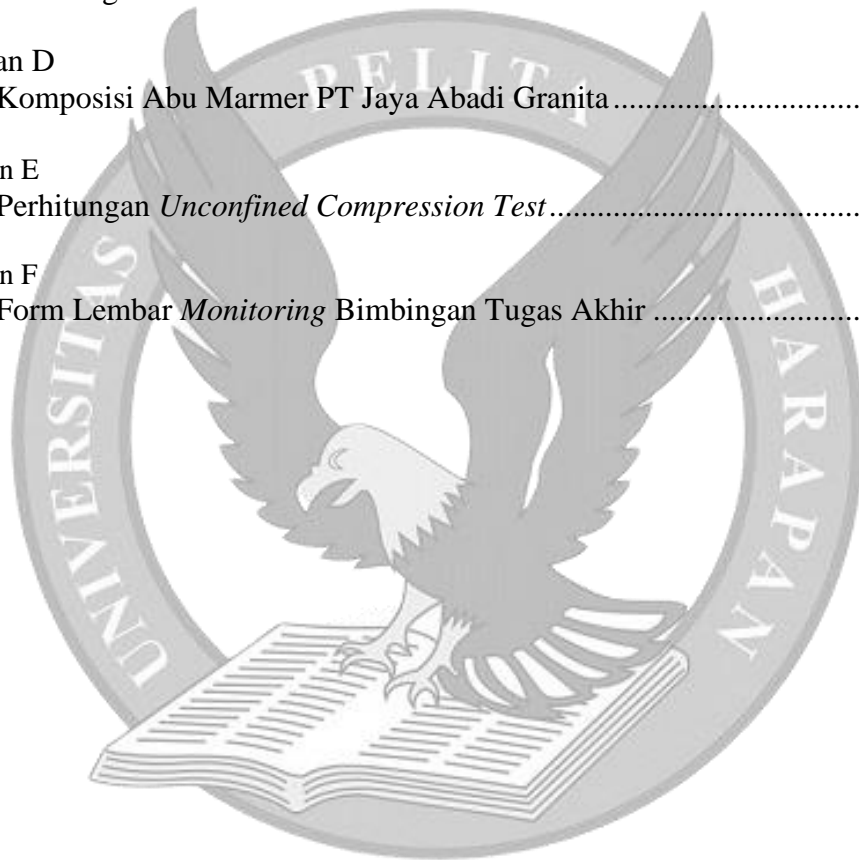 an D
Komposisi Abu Marmer PT Jaya Abadi Granita ..............................
n E
Perhitungan Unconfined Compression Test ......................................
n F
Form Lembar Monitoring Bimbingan Tugas Akhir .........................
UNIVERSITAS PELITA HARAPAN